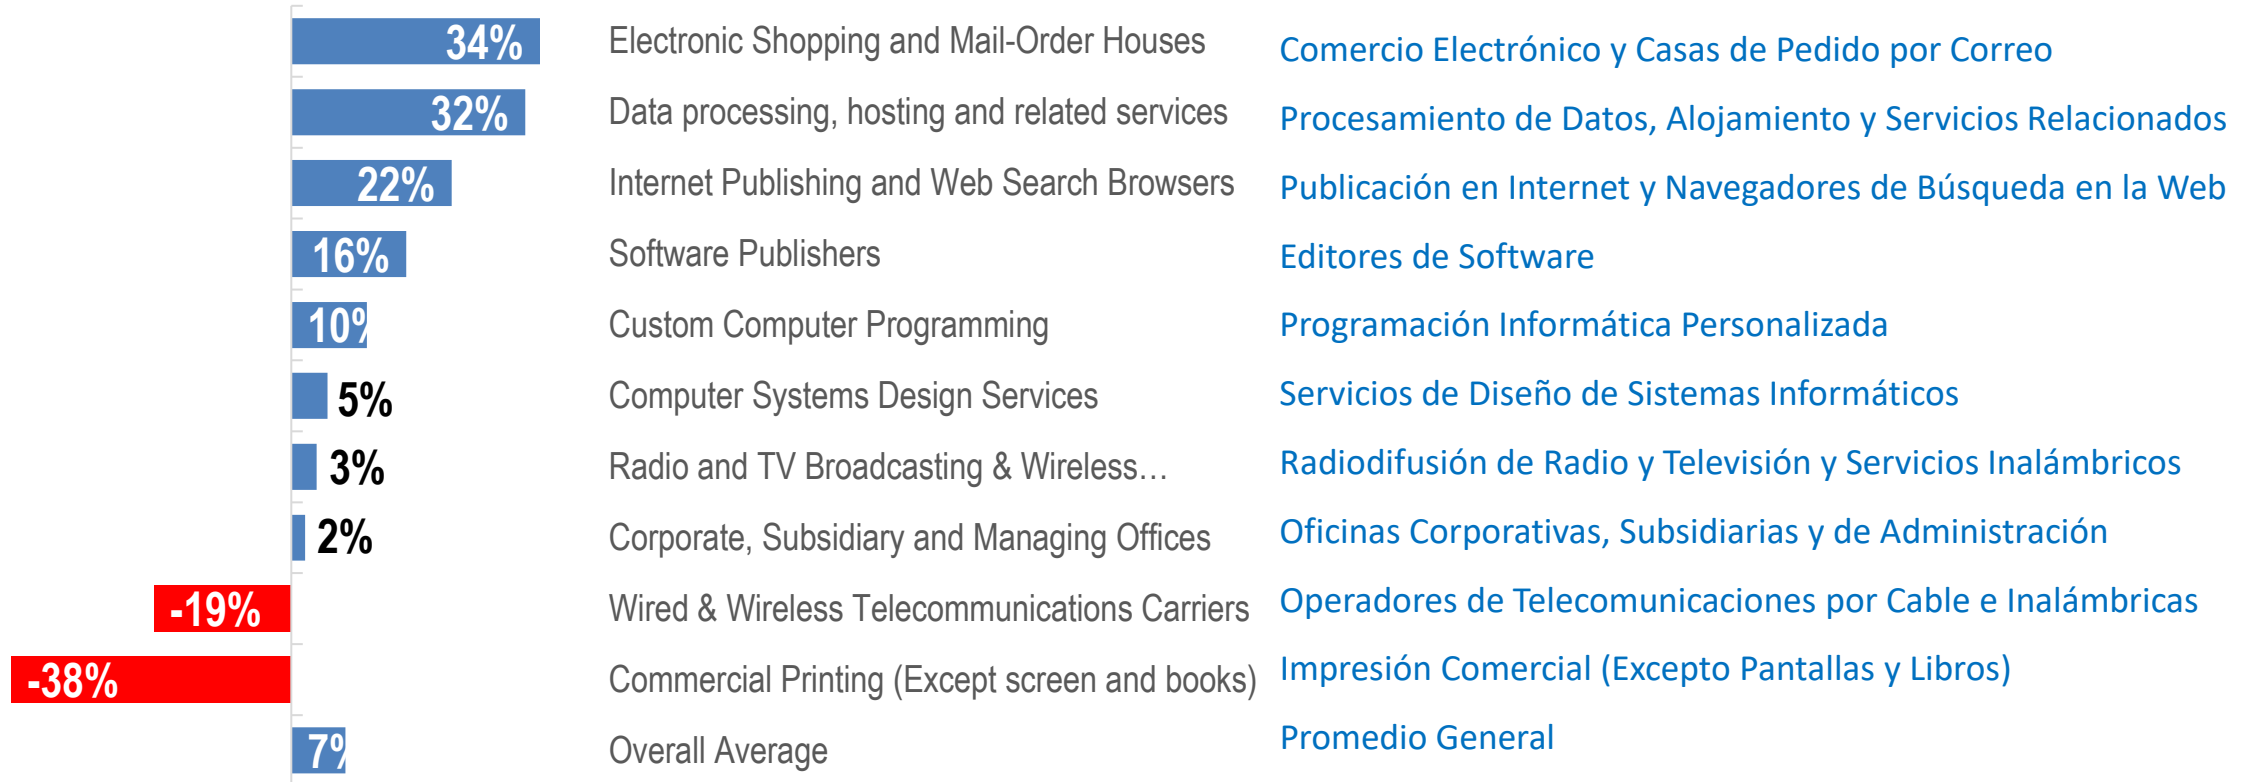 34% Electronic Shopping and Mail-Order Houses Comercio Electrónico y Casas de Pedido por Correo
32% Data processing, hosting and related services Procesamiento de Datos, Alojamiento y Servicios Relacionados
22% Internet Publishing and Web Search Browsers Publicación en Internet y Navegadores de Búsqueda en la Web
16% Software Publishers Editores de Software
10% Custom Computer Programming Programación Informática Personalizada
5% Computer Systems Design Services Servicios de Diseño de Sistemas Informáticos
3% Radio and TV Broadcasting & Wireless… Radiodifusión de Radio y Televisión y Servicios Inalámbricos
2% Corporate, Subsidiary and Managing Offices Oficinas Corporativas, Subsidiarias y de Administración
-19% Wired & Wireless Telecommunications Carriers Operadores de Telecomunicaciones por Cable e Inalámbricas
-38% Commercial Printing (Except screen and books) Impresión Comercial (Excepto Pantallas y Libros)
7% Overall Average Promedio General